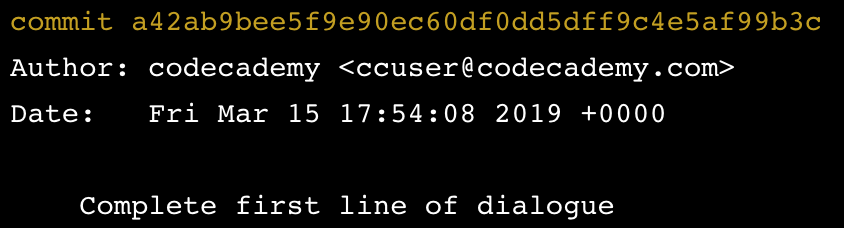 commit a42ab9bee5f9e90ec60df0dd5dff9c4e5af99b3c
Author: codecademy <ccuser@codecademy.com>
Date:   Fri Mar 15 17:54:08 2019 +0000
Complete first line of dialogue